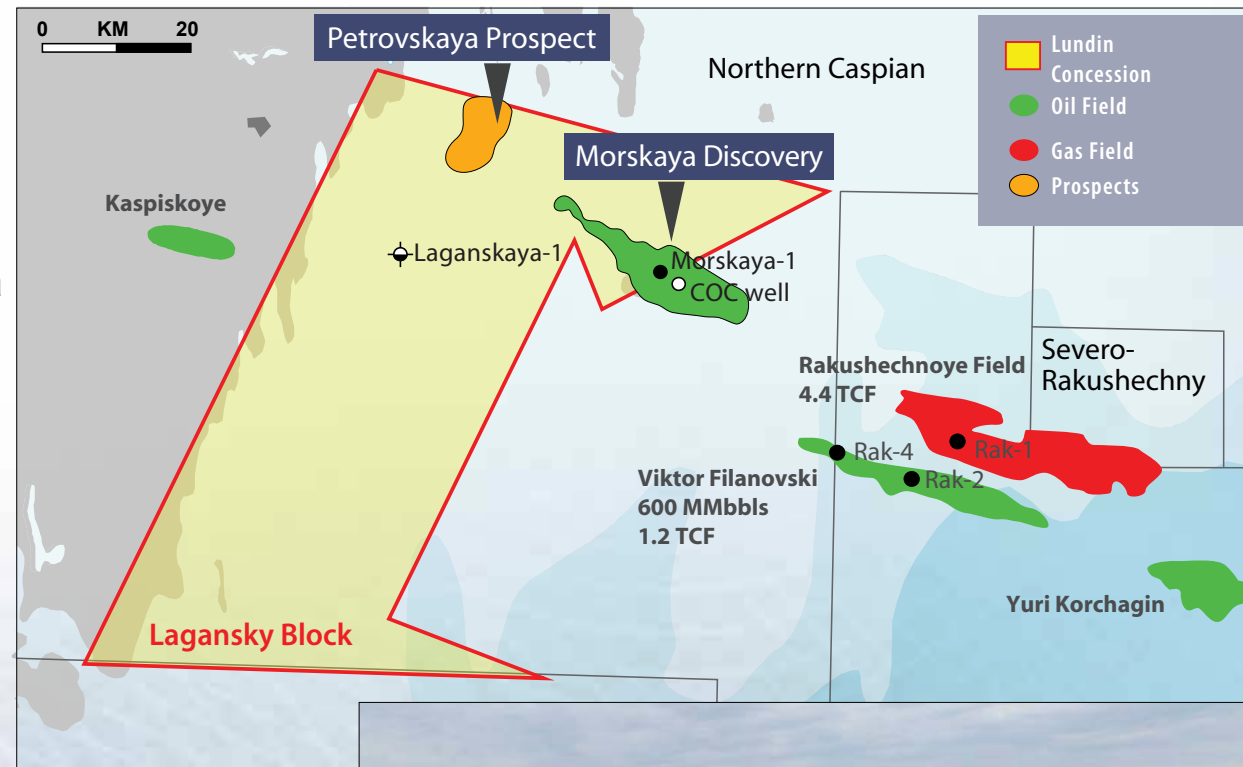 0 KM 20
Petrovskaya Prospect
Northern Caspian
Lundin
Concession
Oil Field
Gas Field
Prospects
Morskaya Discovery
Kaspiskoye
Laganskaya-1
Morskaya-1
COC well
Severo-
Rakushechny
Rakushechnoye Field
4.4 TCF
Rak-4
Rak-1
Rak-2
Viktor Filanovski
600 MMbbls
1.2 TCF
Yuri Korchagin
Lagansky Block